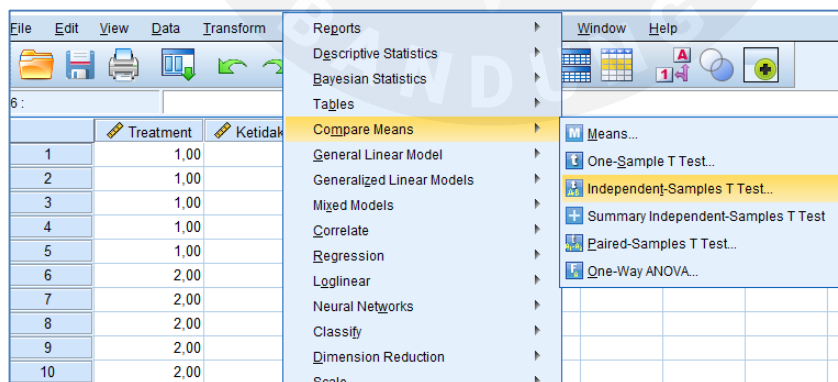 File Edit View Data Transform Window Help
6 :
Treatment Ketidak
1 1,00
2 1,00
3 1,00
4 1,00
5 1,00
6 2,00
7 2,00
8 2,00
9 2,00
10 2,00
Reports
Descriptive Statistics
Bayesian Statistics
Tables
Compare Means
General Linear Model
Generalized Linear Models
Mixed Models
Correlate
Regression
Loglinear
Neural Networks
Classify
Dimension Reduction
Scale
Means...
One-Sample T Test...
Independent-Samples T Test...
Summary Independent-Samples T Test
Paired-Samples T Test...
One-Way ANOVA...
BANDUNG